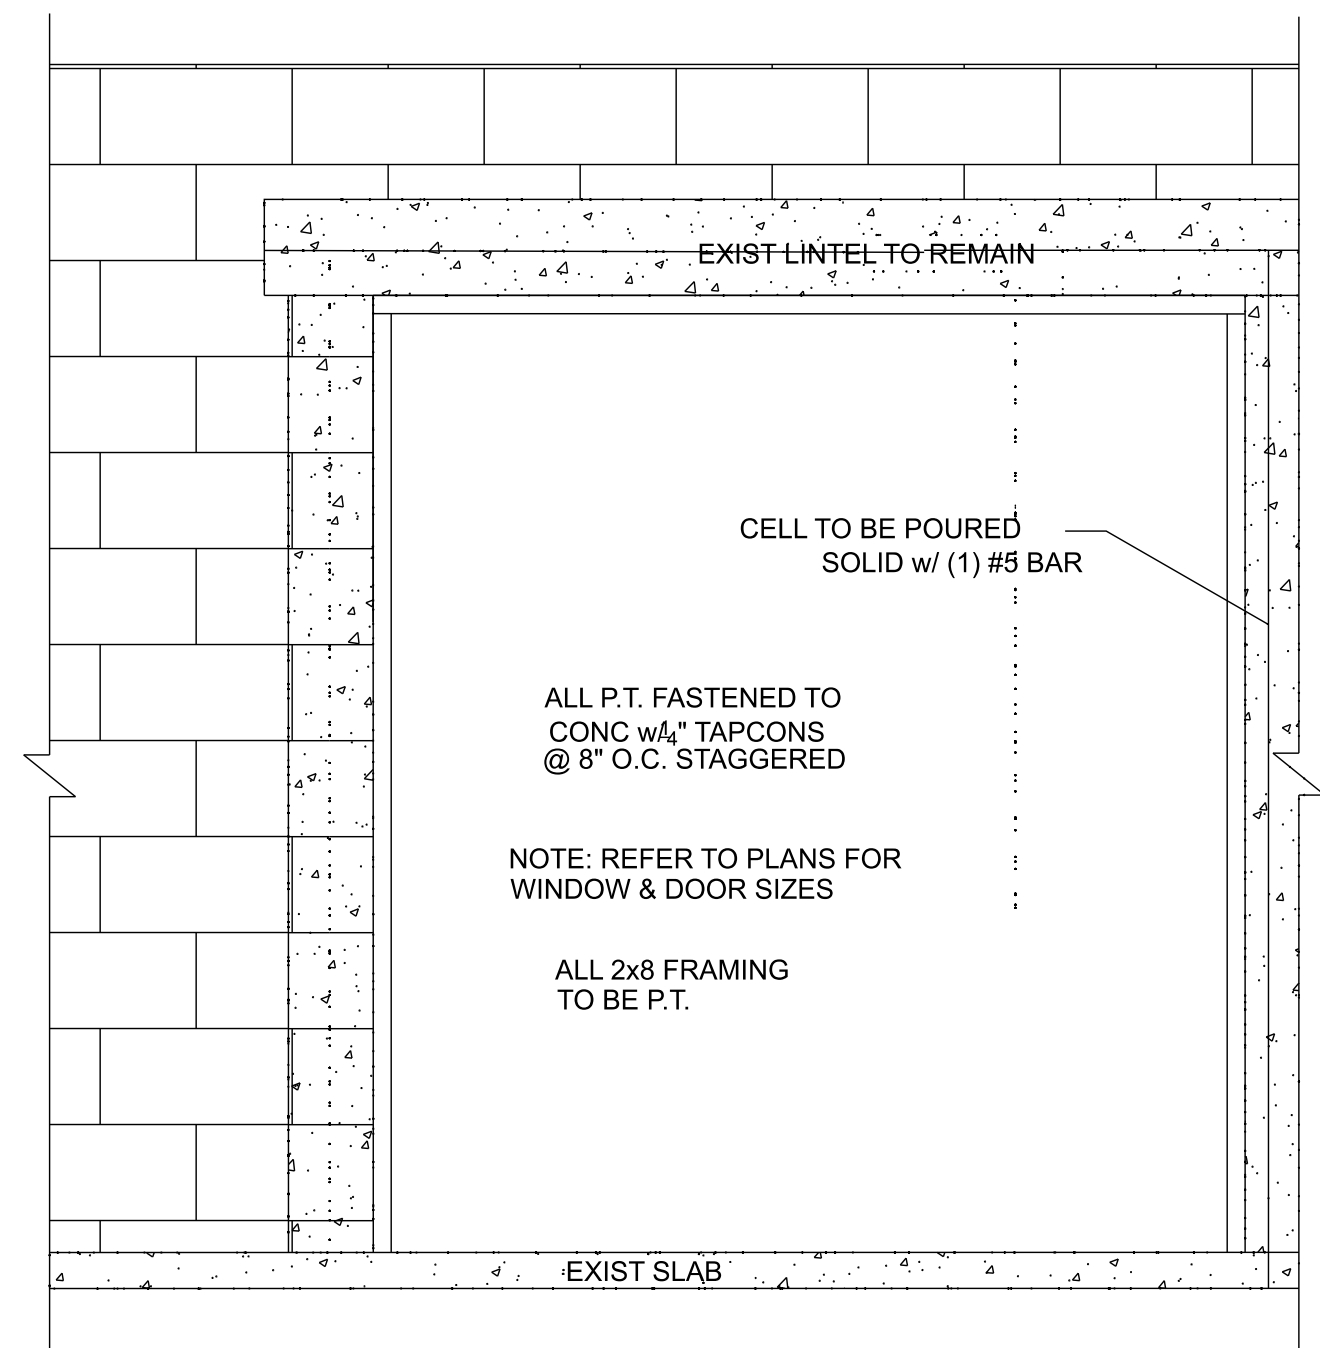 EXIST LINTEL TO REMAIN
CELL TO BE POURED
SOLID w/ (1) #5 BAR
ALL P.T. FASTENED TO
CONC w/1/4" TAPCONS
@ 8" O.C. STAGGERED
NOTE: REFER TO PLANS FOR
WINDOW & DOOR SIZES
ALL 2x8 FRAMING
TO BE P.T.
EXIST SLAB